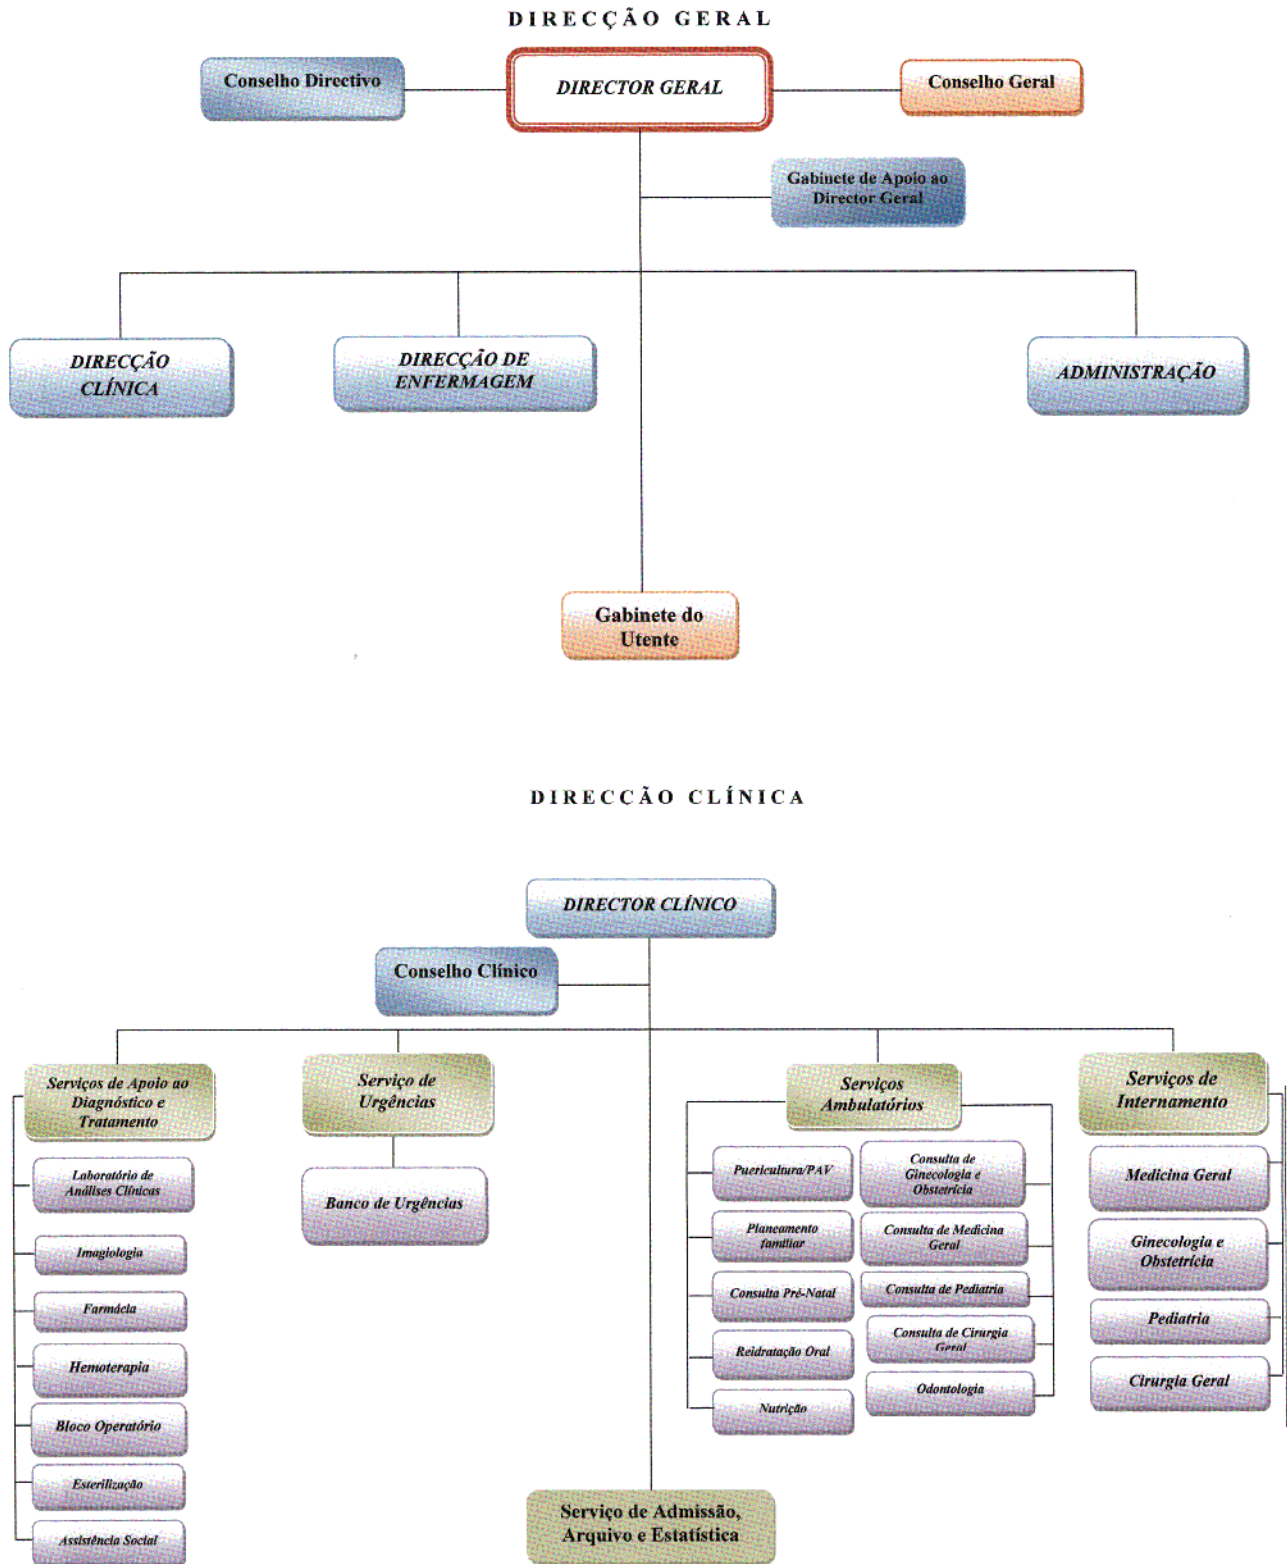 DIRECÇÃO GERAL
Conselho Directivo
DIRECTOR GERAL
Conselho Geral
Gabinete de Apoio ao
Director Geral
DIRECÇÃO
CLÍNICA
DIRECÇÃO DE
ENFERMAGEM
ADMINISTRAÇÃO
Gabinete do
Utente
DIRECÇÃO CLÍNICA
DIRECTOR CLÍNICO
Conselho Clínico
Serviços de Apoio ao
Diagnóstico e
Tratamento
Laboratório de
Análises Clínicas
Imagiologia
Farmácia
Hemoterapia
Bloco Operatório
Esterilização
Assistência Social
Serviço de
Urgências
Banco de Urgências
Serviços
Ambulatórios
Puericultura/PAV
Planeamento
familiar
Consulta Pré-Natal
Reidratação Oral
Nutrição
Consulta de
Ginecologia e
Obstetrícia
Consulta de Medicina
Geral
Consulta de Pediatria
Consulta de Cirurgia
Geral
Odontologia
Serviços de
Internamento
Medicina Geral
Ginecologia e
Obstetrícia
Pediatria
Cirurgia Geral
Serviço de Admissão,
Arquivo e Estatística